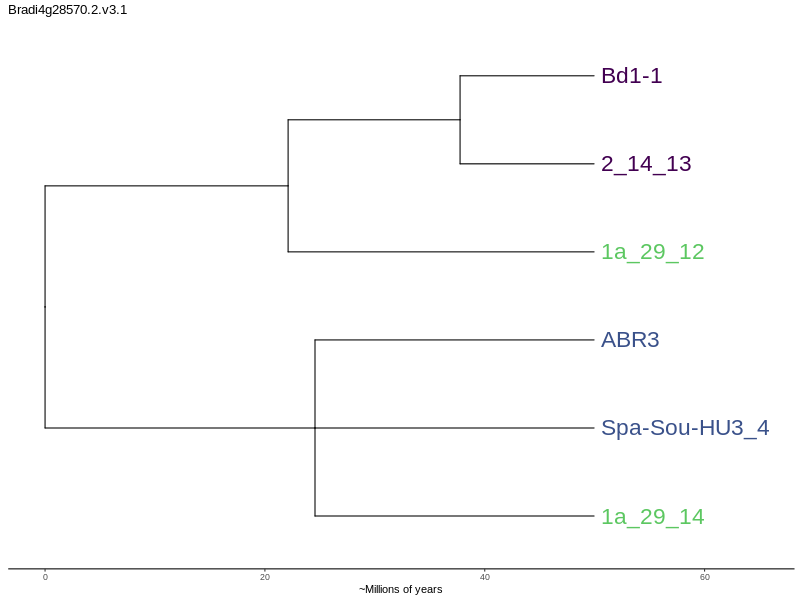 Bradi4g28570.2.v3.1
Bd1-1
2_14_13
1a_29_12
ABR3
Spa-Sou-HU3_4
1a_29_14
0 20 40 60
~Millions of years